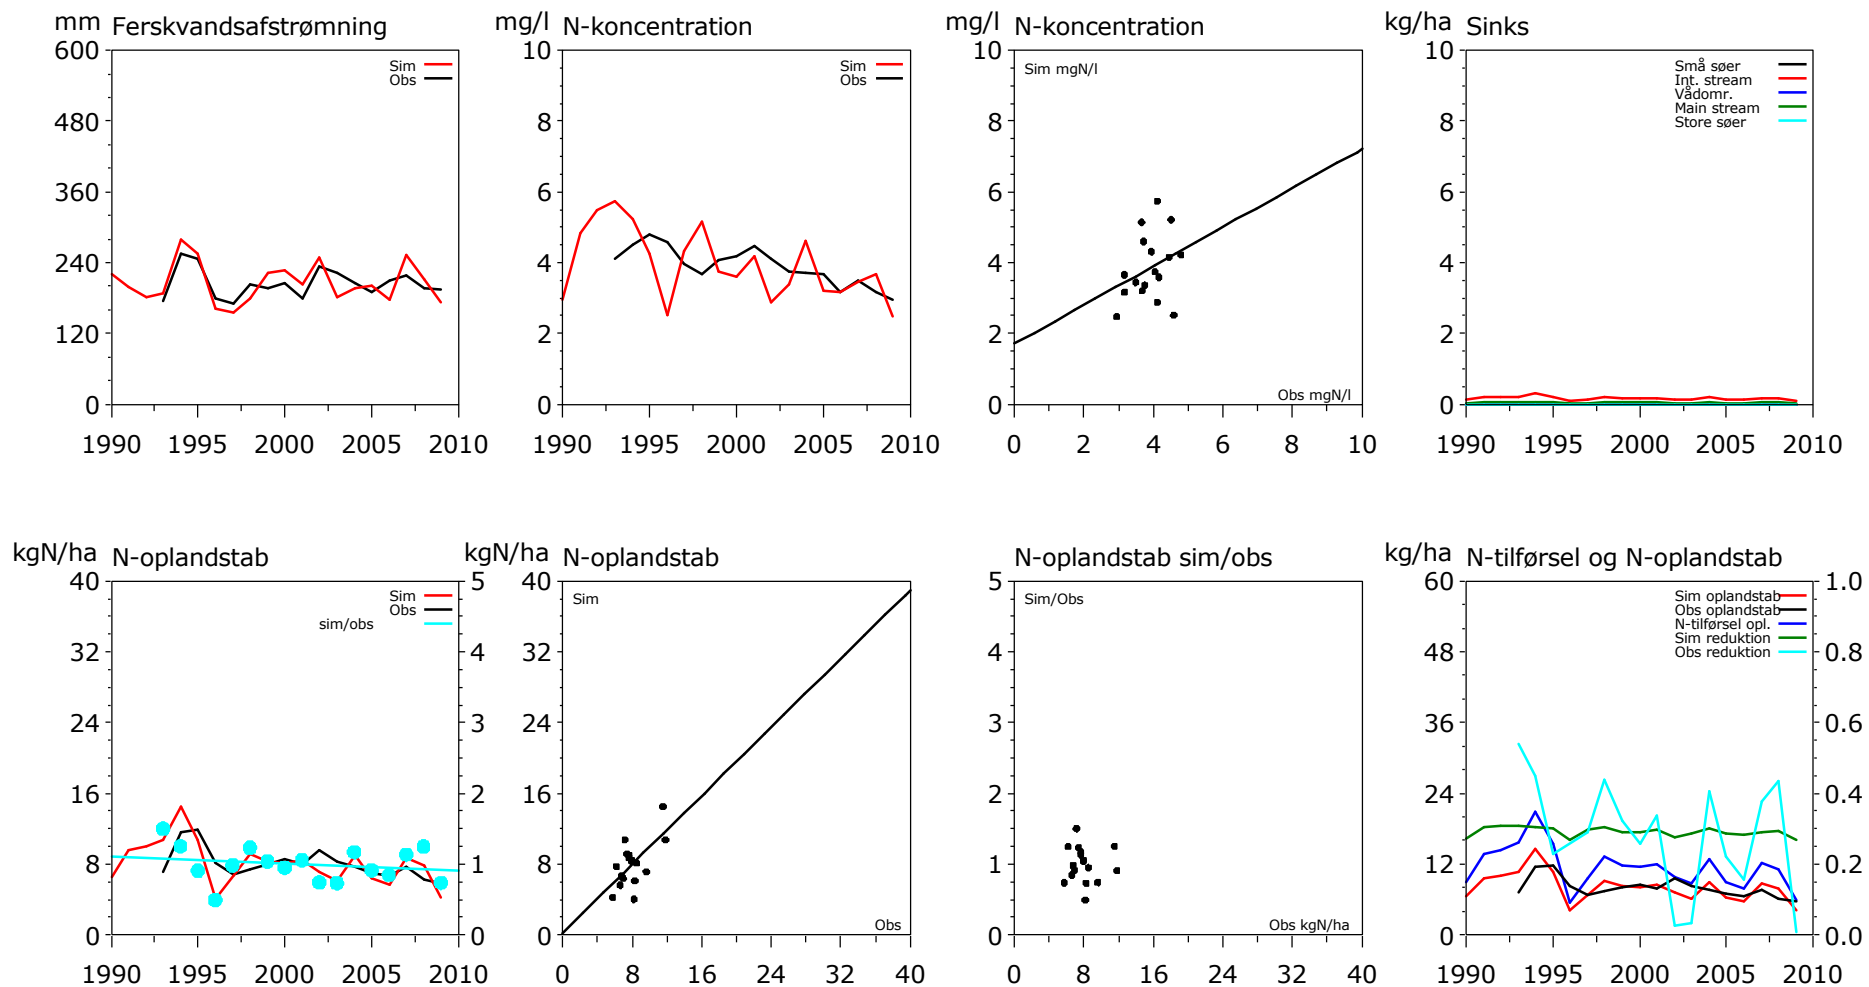 mm Ferskvandsafstrømning
600
480
360
240
120
0
1990 1995 2000 2005 2010
Sim
Obs
mg/l N-koncentration
10
8
6
4
2
0
1990 1995 2000 2005 2010
Sim
Obs
mg/l N-koncentration
10
8
6
4
2
0
0 2 4 6 8 10
Sim mgN/l
Obs mgN/l
kg/ha Sinks
10
8
6
4
2
0
1990 1995 2000 2005 2010
Små søer
Int. stream
Vådomr.
Main stream
Store søer
kgN/ha N-oplandstab
40
32
24
16
8
0
5
4
3
2
1
0
1990 1995 2000 2005 2010
Sim
Obs
sim/obs
kgN/ha N-oplandstab
40
32
24
16
8
0
0 8 16 24 32 40
Sim
Obs
N-oplandstab sim/obs
5
4
3
2
1
0
0 8 16 24 32 40
Sim/Obs
Obs kgN/ha
kg/ha N-tilførsel og N-oplandstab
60
48
36
24
12
0
1.0
0.8
0.6
0.4
0.2
0.0
1990 1995 2000 2005 2010
Sim oplandstab
Obs oplandstab
N-tilførsel opl.
Sim reduktion
Obs reduktion